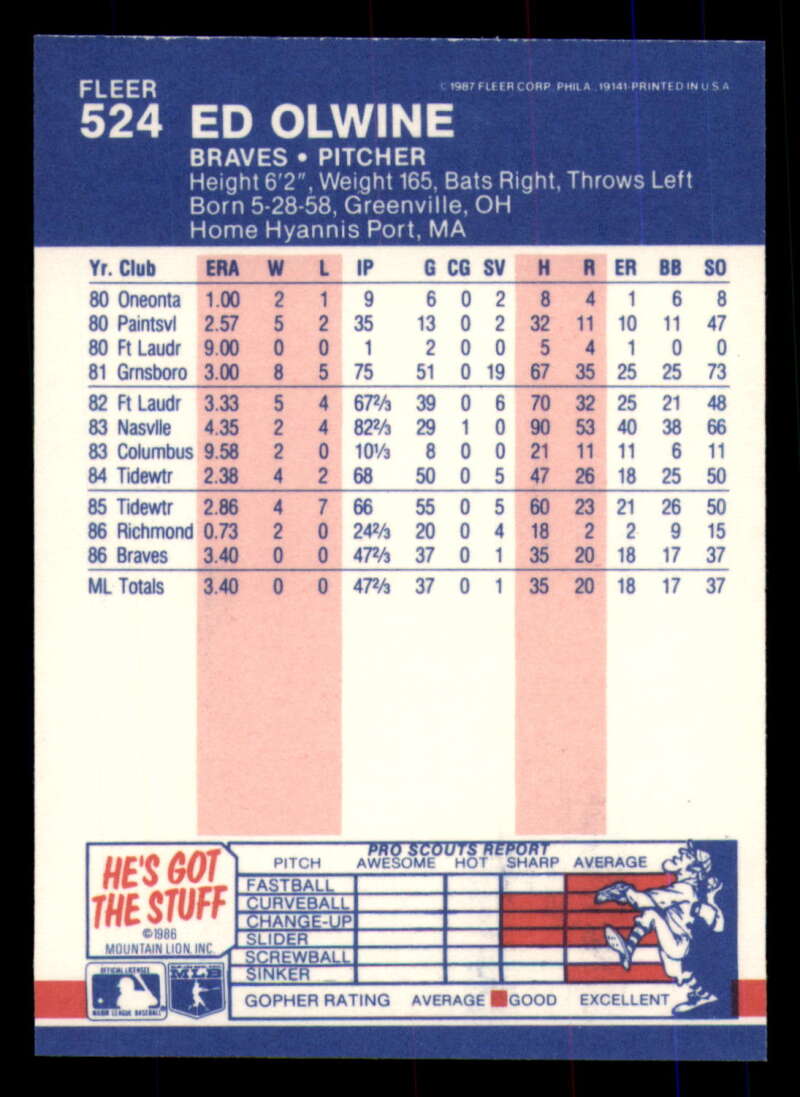 FLEER
© 1987 FLEER CORP. PHILA., 19141-PRINTED IN U.S.A
524 ED OLWINE
BRAVES • PITCHER
Height 6'2", Weight 165, Bats Right, Throws Left
Born 5-28-58, Greenville, OH
Home Hyannis Port, MA
Yr. Club ERA W L IP G CG SV H R ER BB SO
80 Oneonta 1.00 2 1 9 6 0 2 8 4 1 6 8
80 Paintsvl 2.57 5 2 35 13 0 2 32 11 10 11 47
80 Ft Laudr 9.00 0 0 1 2 0 0 5 4 1 0 0
81 Grnsboro 3.00 8 5 75 51 0 19 67 35 25 25 73
82 Ft Laudr 3.33 5 4 67⅔ 39 0 6 70 32 25 21 48
83 Nasvlle 4.35 2 4 82⅔ 29 1 0 90 53 40 38 66
83 Columbus 9.58 2 0 10⅓ 8 0 0 21 11 11 6 11
84 Tidewtr 2.38 4 2 68 50 0 5 47 26 18 25 50
85 Tidewtr 2.86 4 7 66 55 0 5 60 23 21 26 50
86 Richmond 0.73 2 0 24⅔ 20 0 4 18 2 2 9 15
86 Braves 3.40 0 0 47⅔ 37 0 1 35 20 18 17 37
ML Totals 3.40 0 0 47⅔ 37 0 1 35 20 18 17 37
HE'S GOT
THE STUFF
©1986
MOUNTAIN LION, INC.
OFFICIAL LICENSEE
MAJOR LEAGUE BASEBALL
MLB
PRO SCOUTS REPORT
PITCH AWESOME HOT SHARP AVERAGE
FASTBALL
CURVEBALL
CHANGE-UP
SLIDER
SCREWBALL
SINKER
GOPHER RATING AVERAGE GOOD EXCELLENT